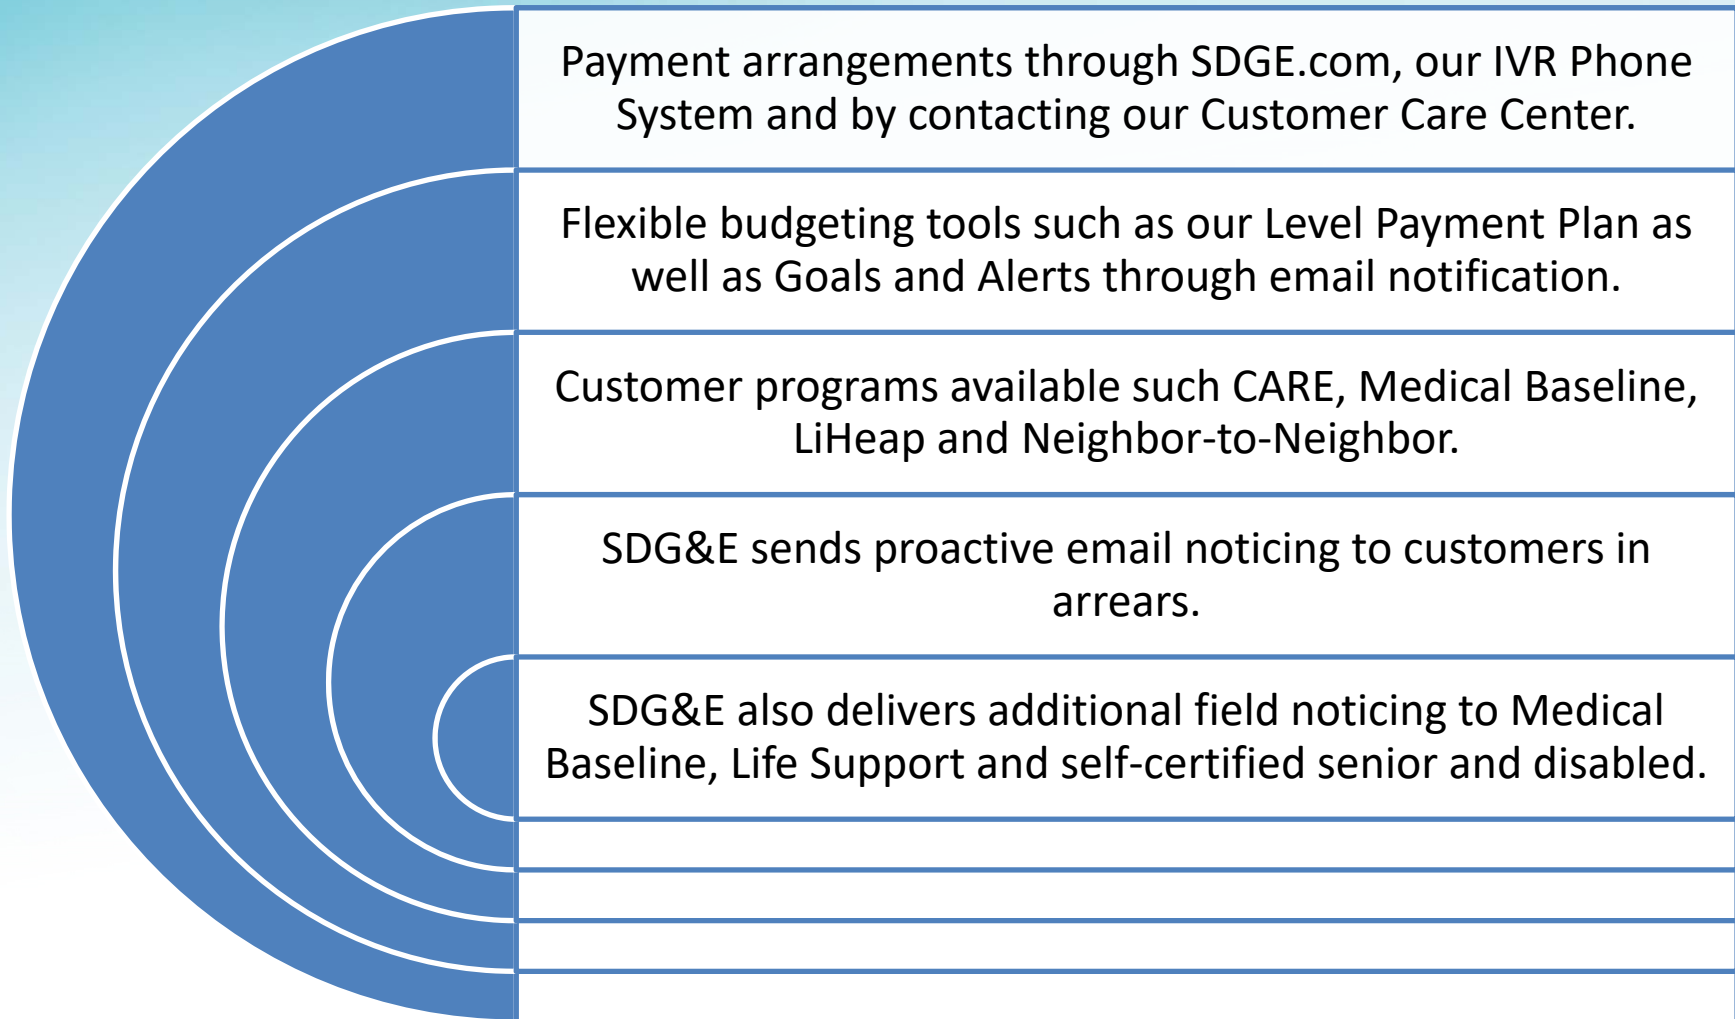 Payment arrangements through SDGE.com, our IVR Phone
System and by contacting our Customer Care Center.
Flexible budgeting tools such as our Level Payment Plan as
well as Goals and Alerts through email notification.
Customer programs available such CARE, Medical Baseline,
LiHeap and Neighbor-to-Neighbor.
SDG&E sends proactive email noticing to customers in
arrears.
SDG&E also delivers additional field noticing to Medical
Baseline, Life Support and self-certified senior and disabled.